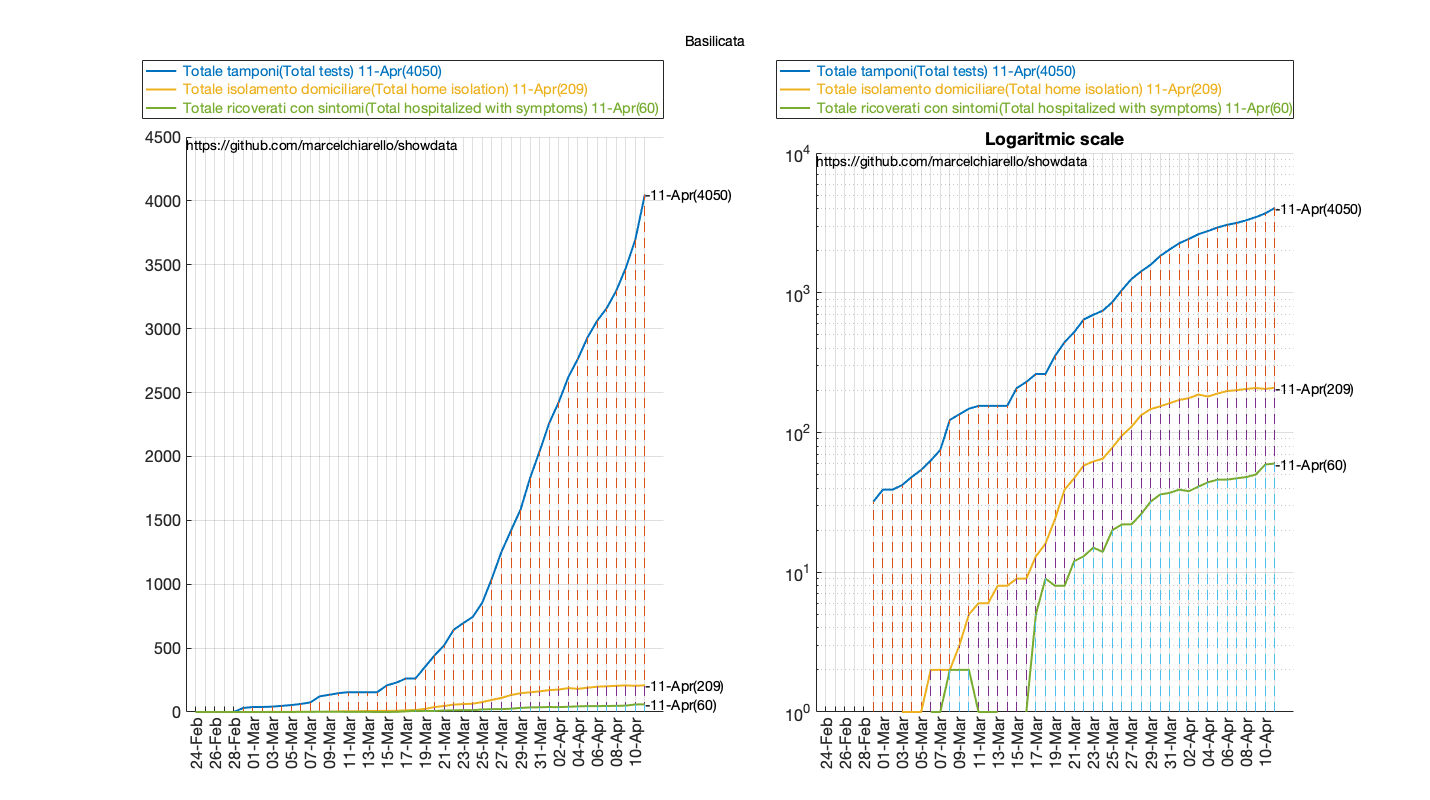 Basilicata
Totale tamponi(Total tests) 11-Apr(4050)
Totale isolamento domiciliare(Total home isolation) 11-Apr(209)
Totale ricoverati con sintomi(Total hospitalized with symptoms) 11-Apr(60)
4500
https://github.com/marcelchiarello/showdata
4000
-11-Apr(4050)
3500
3000
2500
2000
1500
1000
500
-11-Apr(209)
-11-Apr(60)
0
24-Feb
26-Feb
28-Feb
01-Mar
03-Mar
05-Mar
07-Mar
09-Mar
11-Mar
13-Mar
15-Mar
17-Mar
19-Mar
21-Mar
23-Mar
25-Mar
27-Mar
29-Mar
31-Mar
02-Apr
04-Apr
06-Apr
08-Apr
10-Apr
Totale tamponi(Total tests) 11-Apr(4050)
Totale isolamento domiciliare(Total home isolation) 11-Apr(209)
Totale ricoverati con sintomi(Total hospitalized with symptoms) 11-Apr(60)
Logaritmic scale
10^4
https://github.com/marcelchiarello/showdata
-11-Apr(4050)
10^3
-11-Apr(209)
10^2
-11-Apr(60)
10^1
10^0
24-Feb
26-Feb
28-Feb
01-Mar
03-Mar
05-Mar
07-Mar
09-Mar
11-Mar
13-Mar
15-Mar
17-Mar
19-Mar
21-Mar
23-Mar
25-Mar
27-Mar
29-Mar
31-Mar
02-Apr
04-Apr
06-Apr
08-Apr
10-Apr